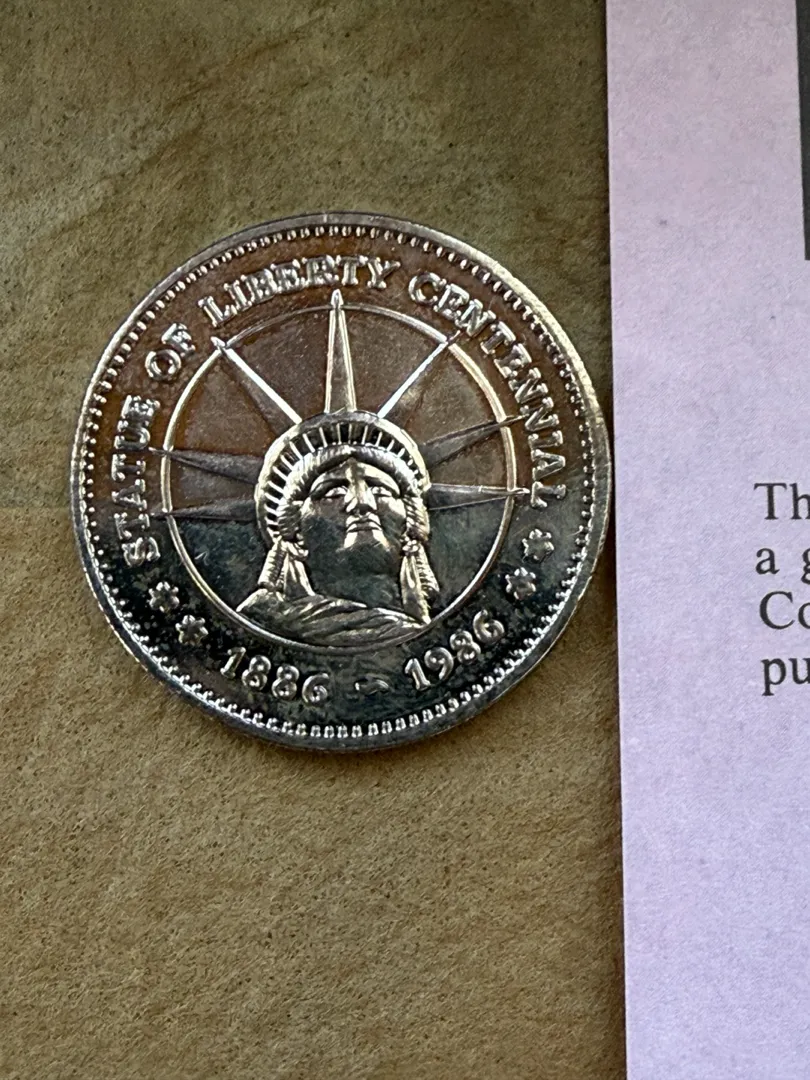 STATUE OF LIBERTY CENTENNIAL
1886 - 1986
Th
a g
Co
pu